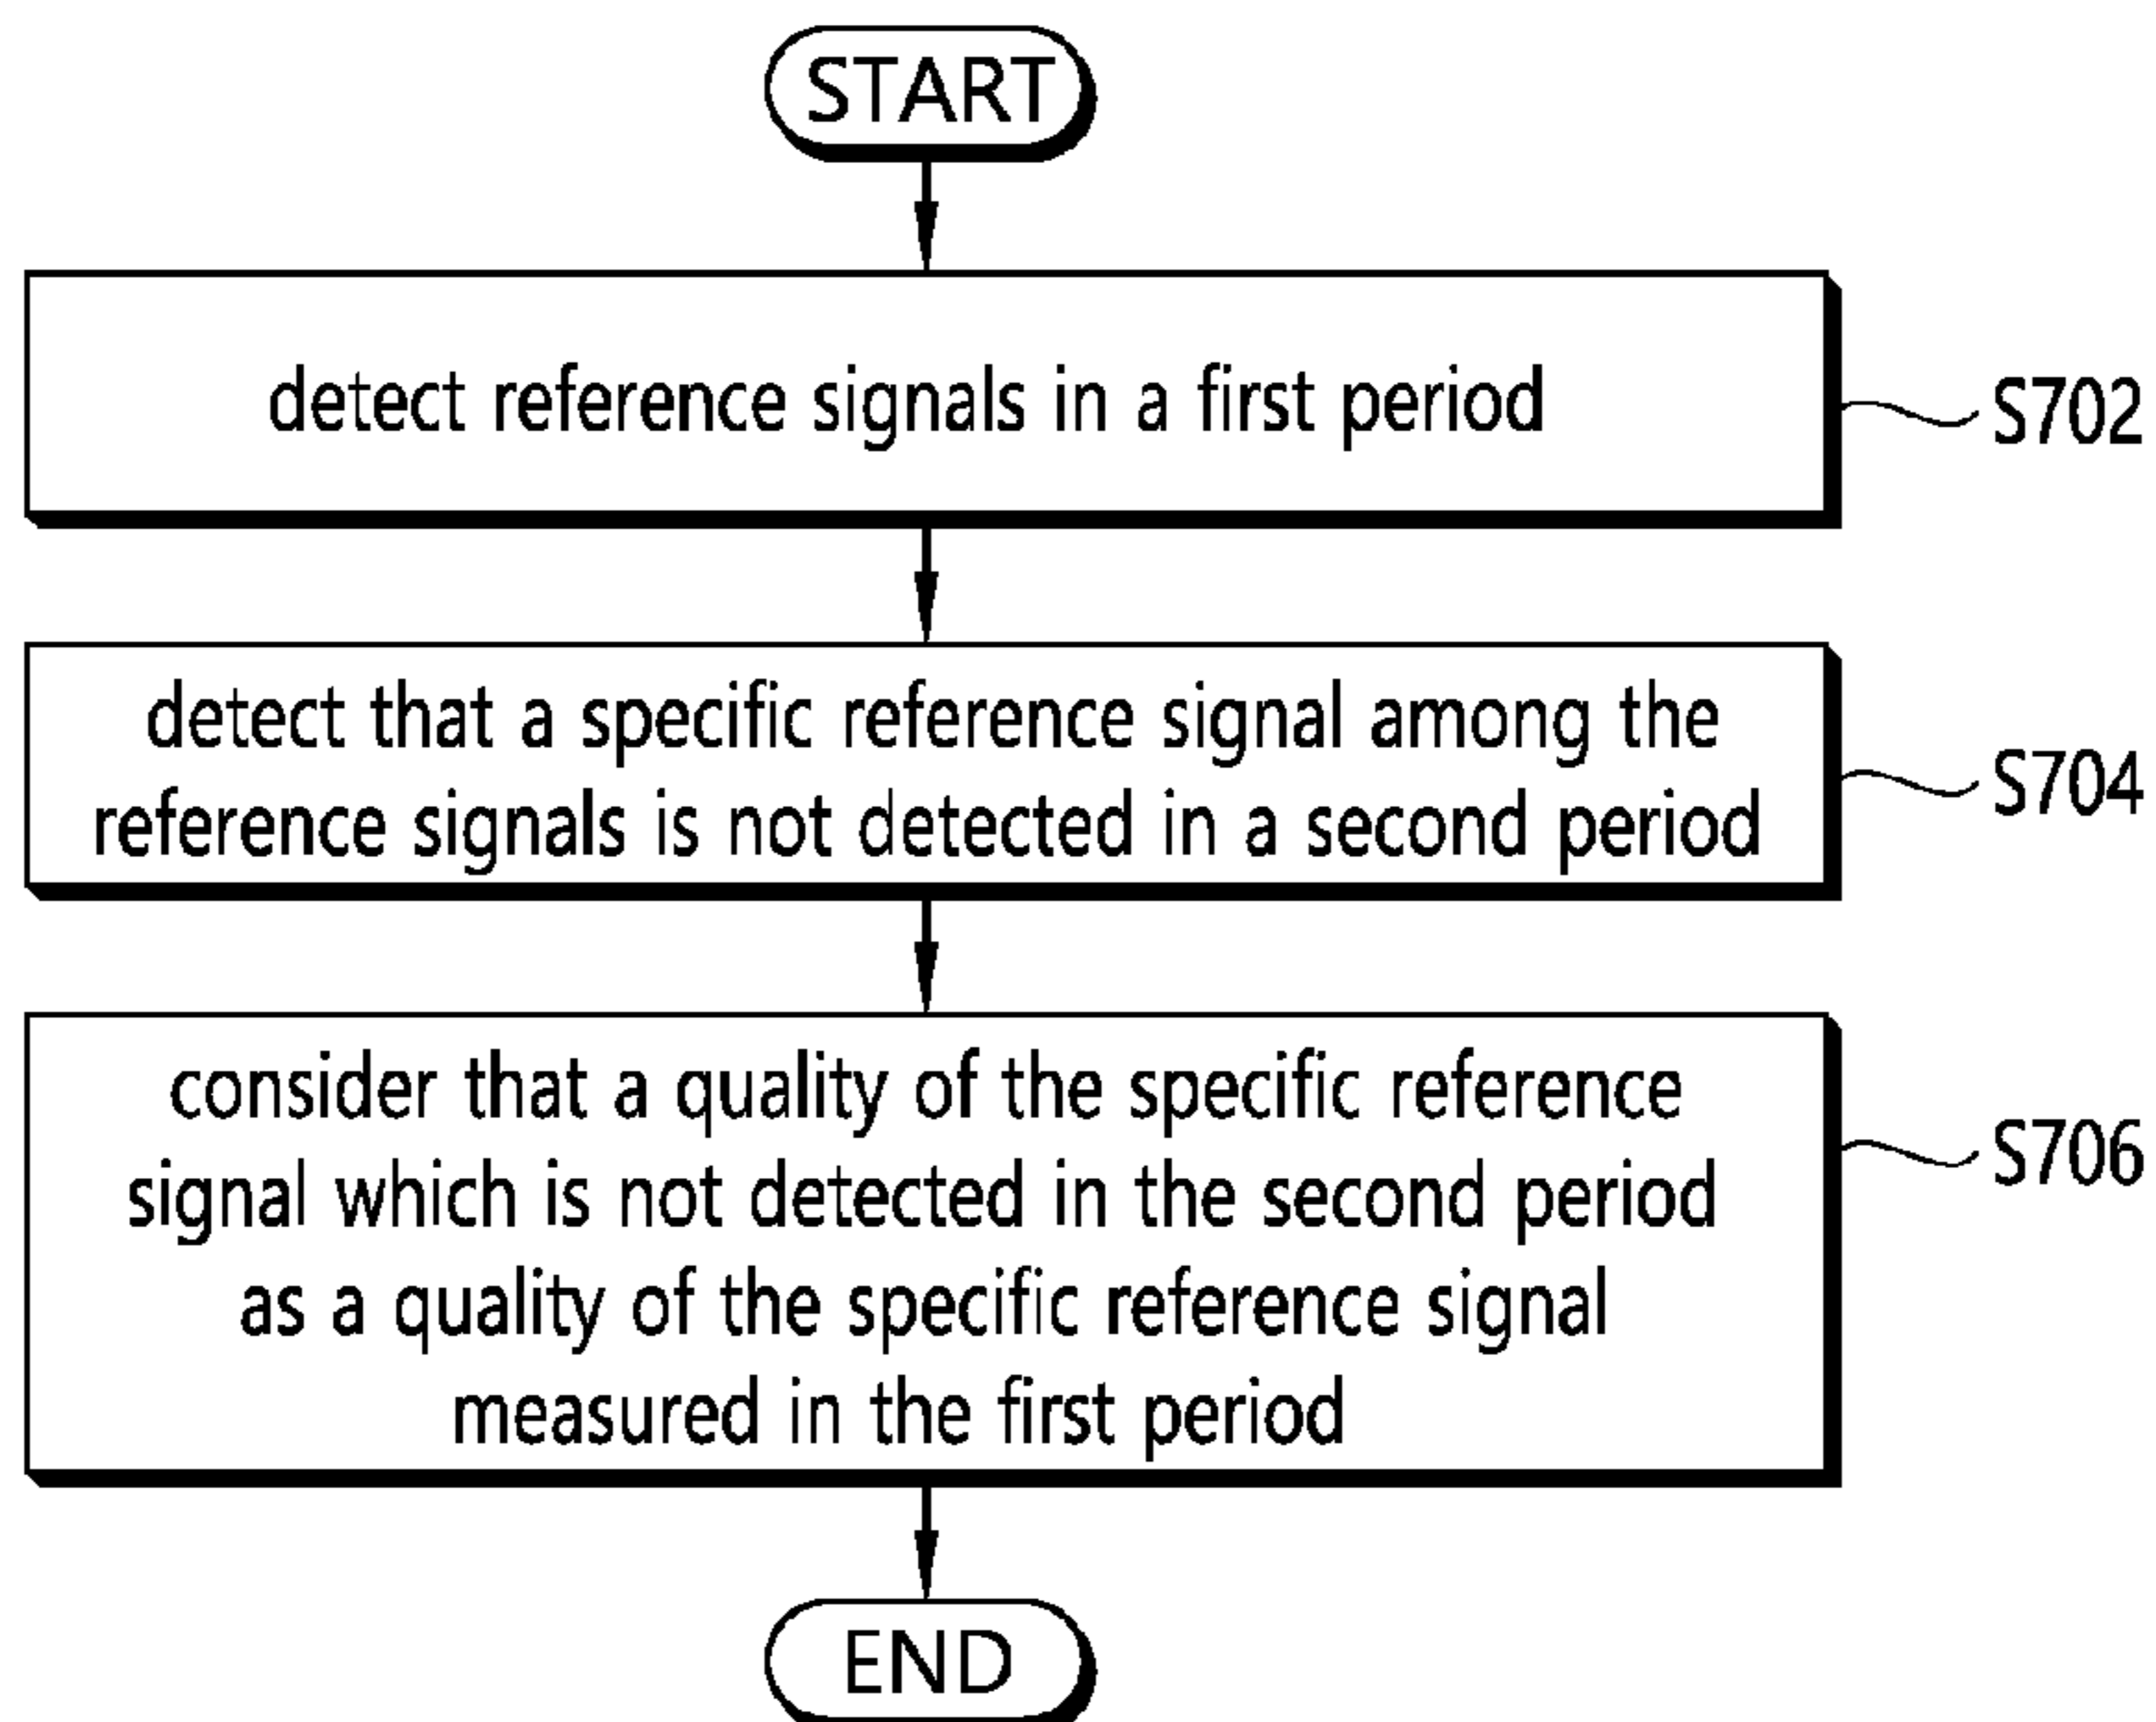 START
detect reference signals in a first period
S702
detect that a specific reference signal among the
reference signals is not detected in a second period
S704
consider that a quality of the specific reference
signal which is not detected in the second period
as a quality of the specific reference signal
measured in the first period
S706
END